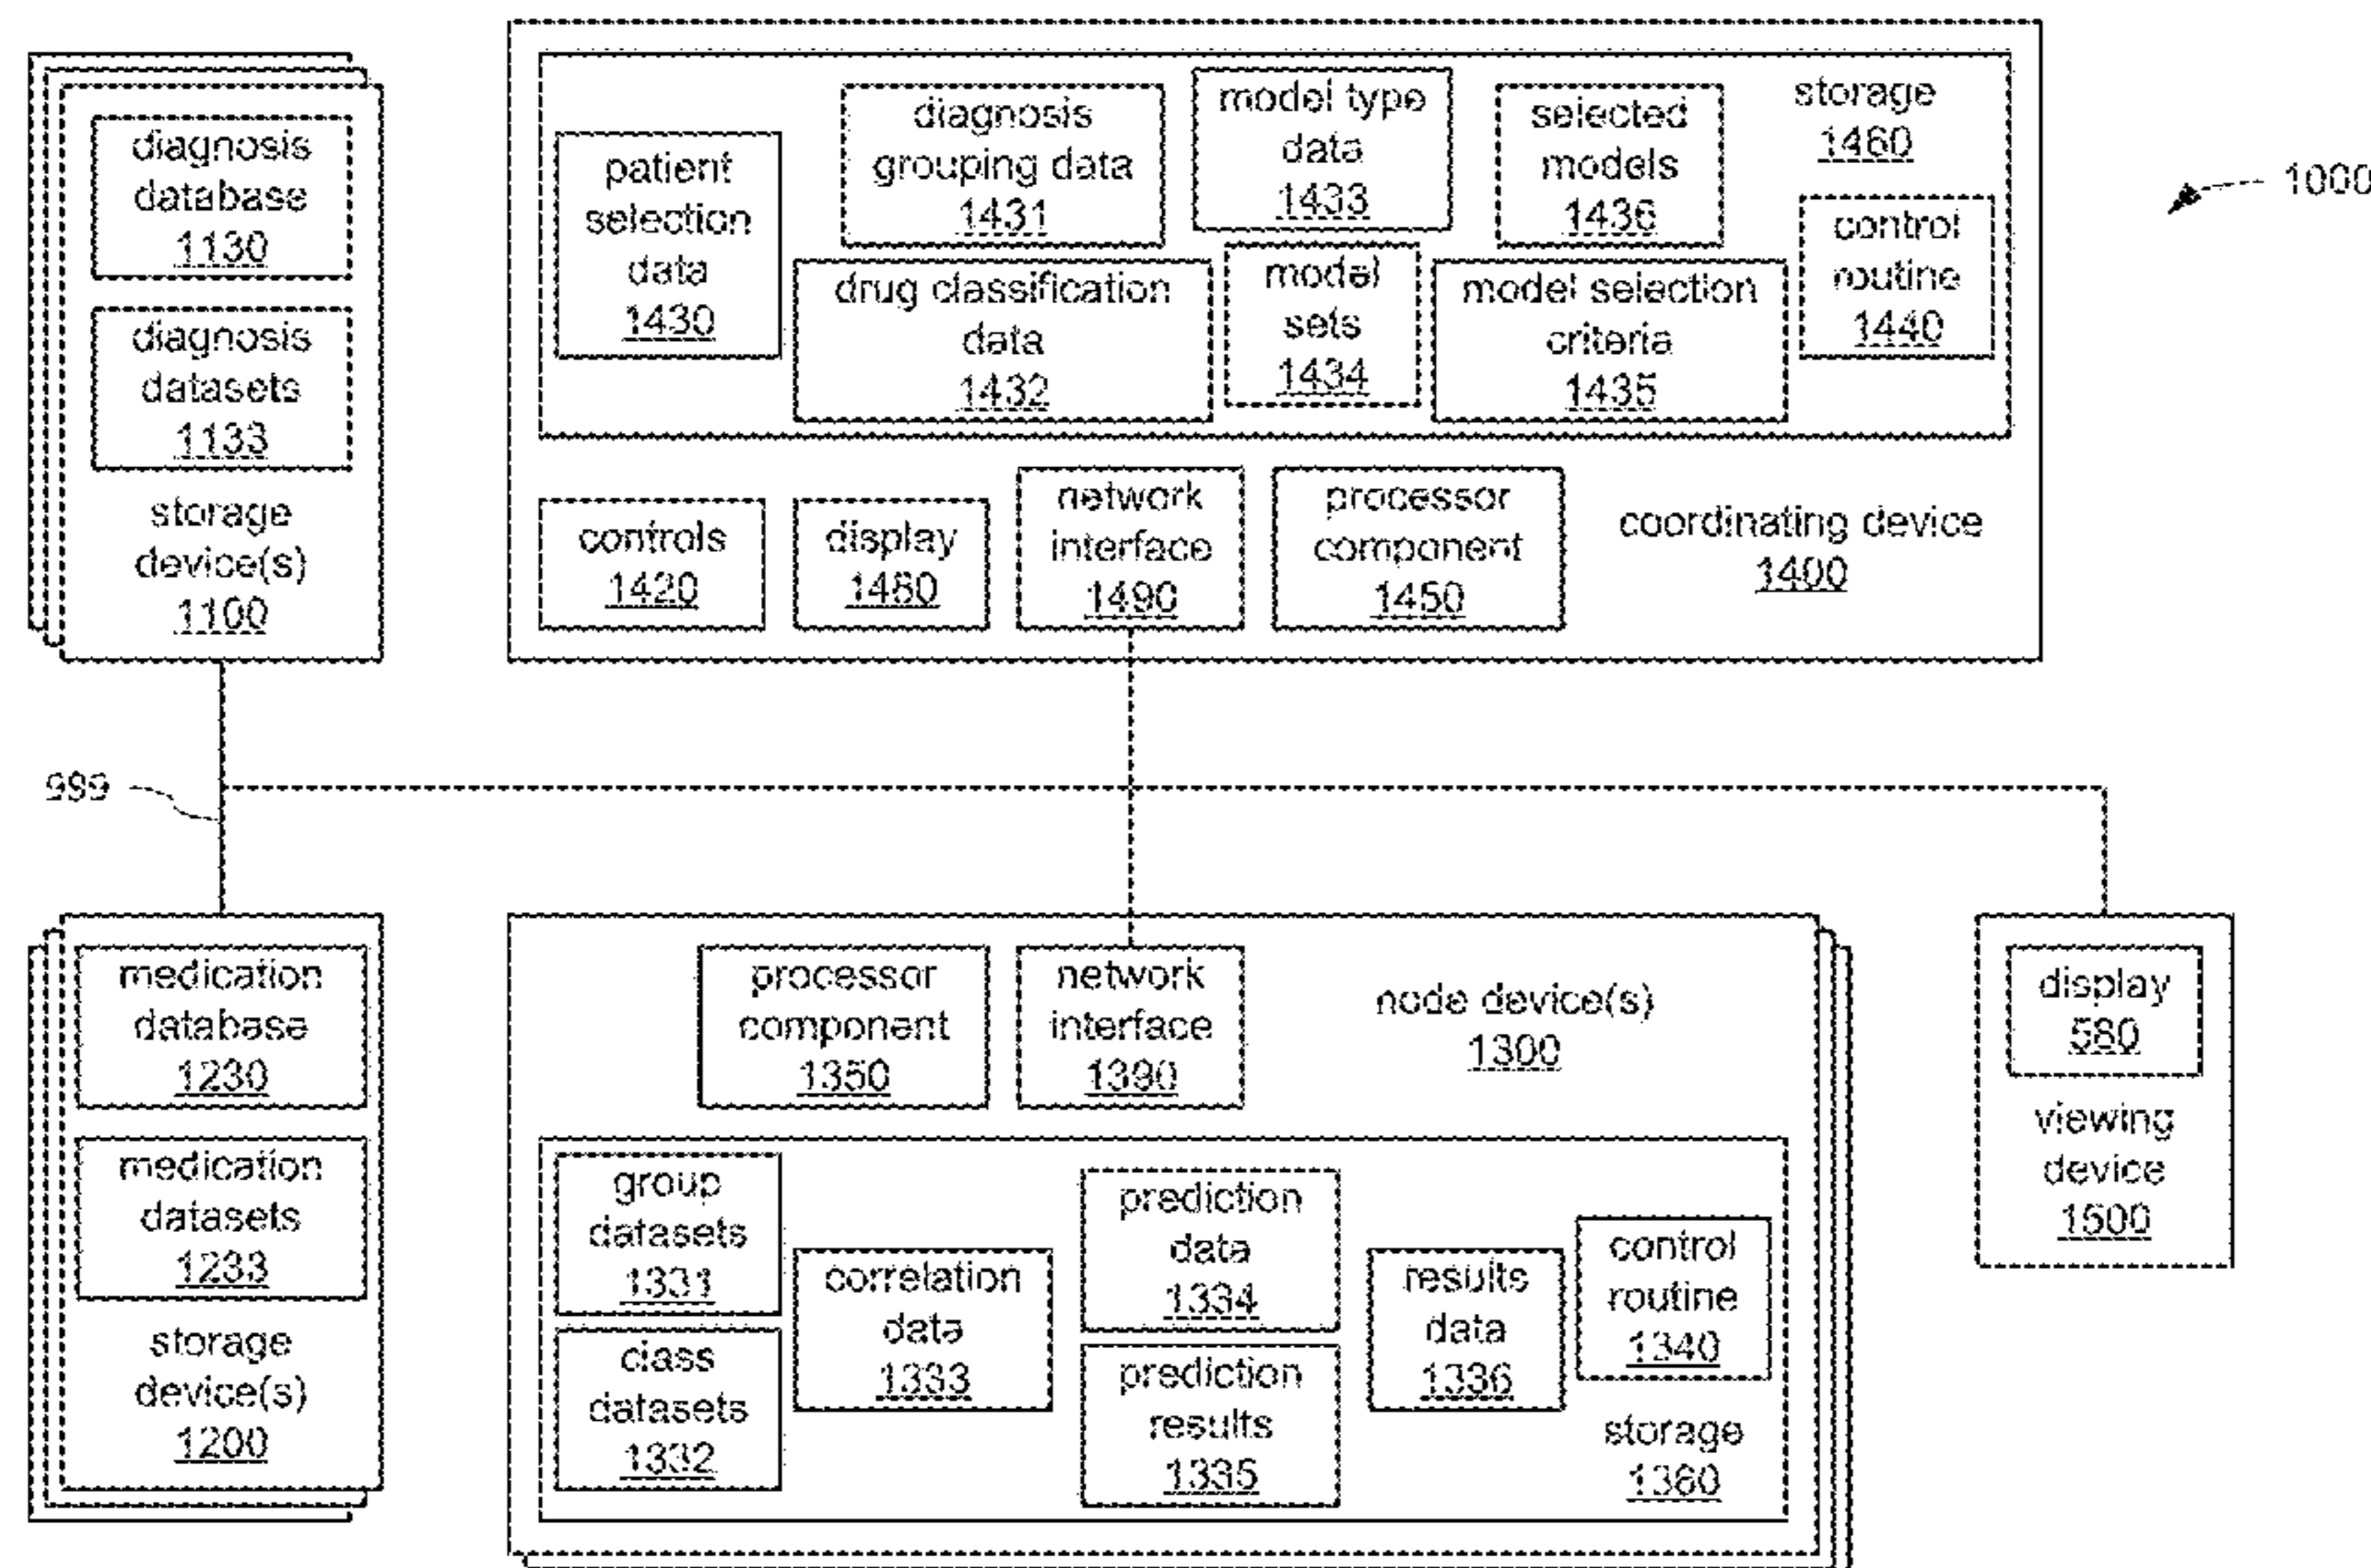 diagnosis
database
1130
diagnosis
datasets
1133
storage
device(s)
1100
patient
selection
data
1430
diagnosis
grouping data
1431
drug classification
data
1432
model type
data
1433
model
sets
1434
selected
models
1436
model selection
criteria
1435
storage
1460
control
routine
1440
controls
1420
display
1480
network
interface
1490
processor
component
1450
coordinating device
1400
1000
999
medication
database
1230
medication
datasets
1233
storage
device(s)
1200
processor
component
1350
network
interface
1390
node device(s)
1300
group
datasets
1331
class
datasets
1332
correlation
data
1333
prediction
data
1334
prediction
results
1335
results
data
1336
control
routine
1340
storage
1360
display
580
viewing
device
1500